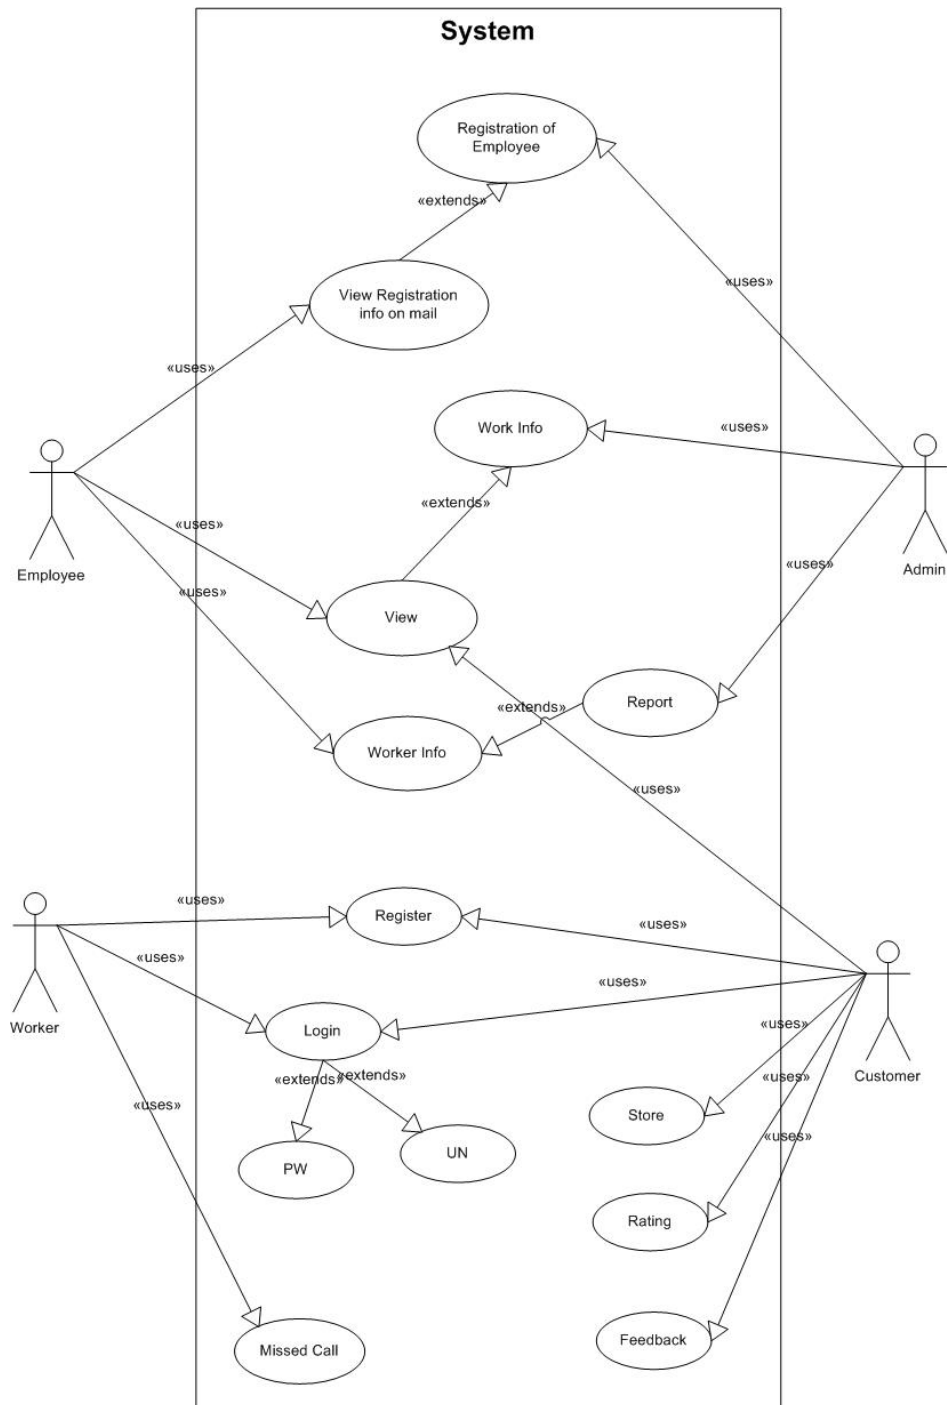 System
Registration of
Employee
«extends»
«uses»
View Registration
info on mail
«uses»
Work Info
«uses»
«extends»
«uses»
Employee
Admin
«uses»
«uses»
View
Report
«extends»
Worker Info
«uses»
«uses»
Register
«uses»
«uses»
«uses»
Worker
Login
«uses»
Customer
«extends»
«extends»
«uses»
«uses»
Store
«uses»
UN
PW
Rating
Missed Call
Feedback